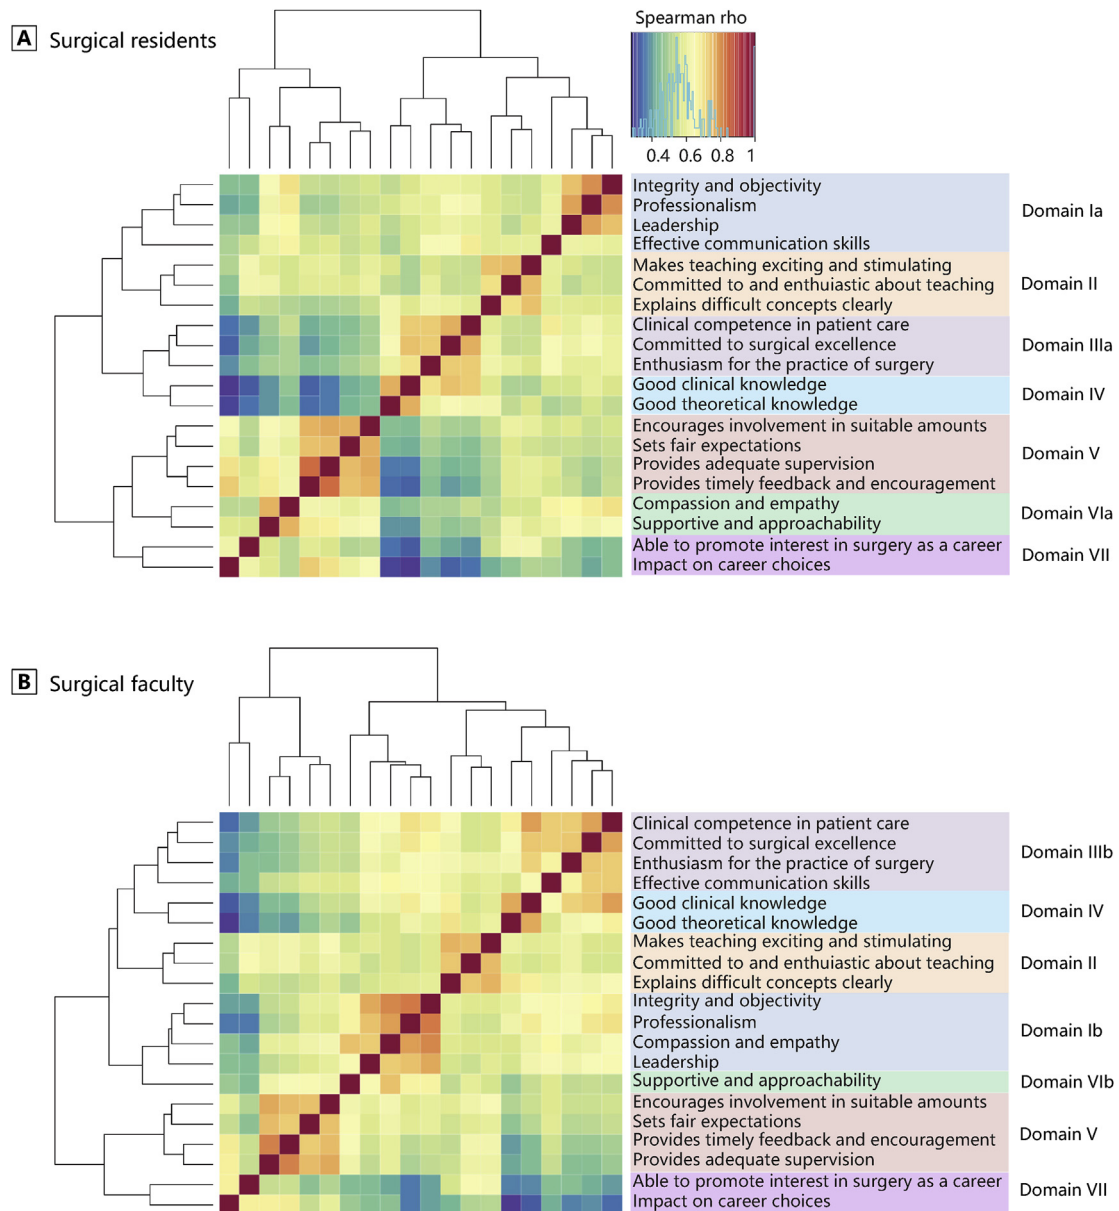 A Surgical residents
Spearman rho
0.4 0.6 0.8 1
Integrity and objectivity
Professionalism
Leadership
Effective communication skills
Domain Ia
Makes teaching exciting and stimulating
Committed to and enthuiastic about teaching
Explains difficult concepts clearly
Domain II
Clinical competence in patient care
Committed to surgical excellence
Enthusiasm for the practice of surgery
Domain IIIa
Good clinical knowledge
Good theoretical knowledge
Domain IV
Encourages involvement in suitable amounts
Sets fair expectations
Provides adequate supervision
Provides timely feedback and encouragement
Domain V
Compassion and empathy
Supportive and approachability
Domain VIa
Able to promote interest in surgery as a career
Impact on career choices
Domain VII
B Surgical faculty
Clinical competence in patient care
Committed to surgical excellence
Enthusiasm for the practice of surgery
Effective communication skills
Domain IIIb
Good clinical knowledge
Good theoretical knowledge
Domain IV
Makes teaching exciting and stimulating
Committed to and enthuiastic about teaching
Explains difficult concepts clearly
Domain II
Integrity and objectivity
Professionalism
Compassion and empathy
Leadership
Domain Ib
Supportive and approachability
Domain VIb
Encourages involvement in suitable amounts
Sets fair expectations
Provides timely feedback and encouragement
Provides adequate supervision
Domain V
Able to promote interest in surgery as a career
Impact on career choices
Domain VII